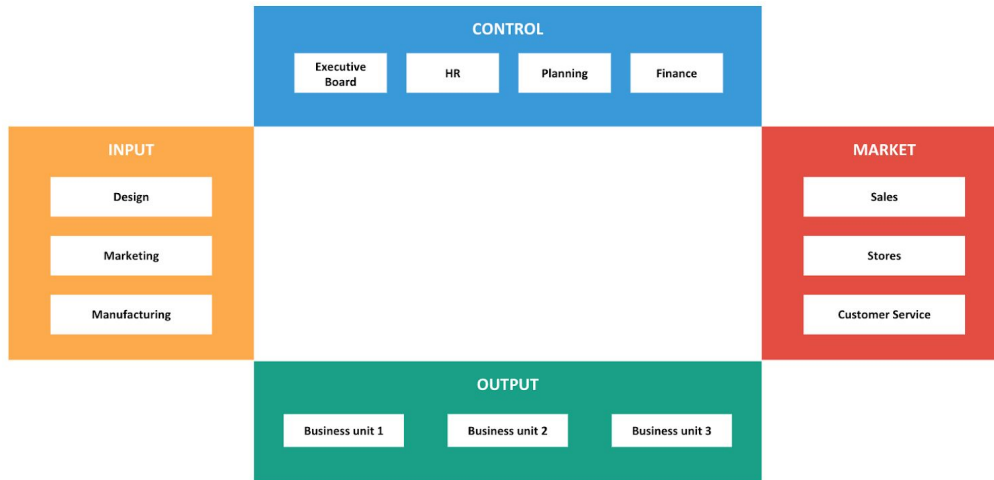 CONTROL
Executive
Board
HR
Planning
Finance
INPUT
Design
Marketing
Manufacturing
MARKET
Sales
Stores
Customer Service
OUTPUT
Business unit 1
Business unit 2
Business unit 3